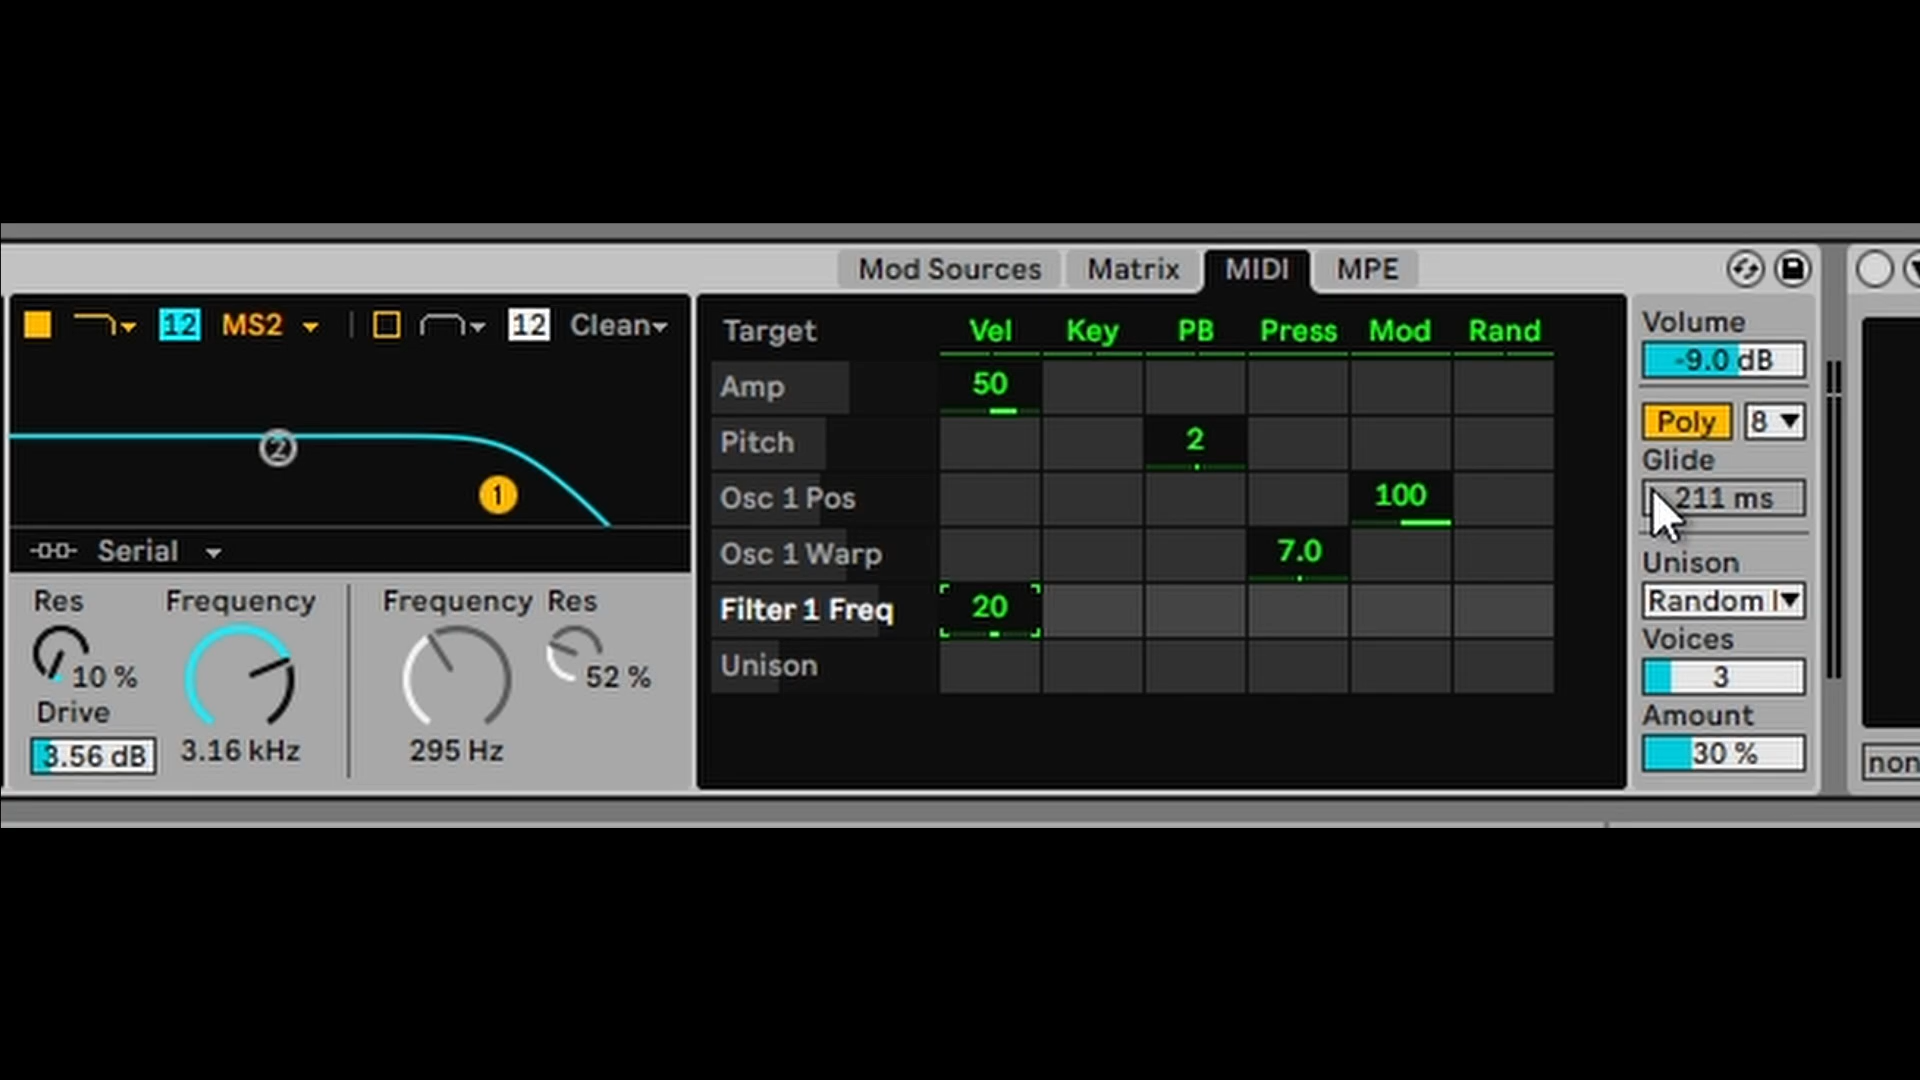 Mod Sources Matrix MIDI MPE
12 MS2 12 Clean
2
1
Serial
Res Frequency Frequency Res
10 % 52 %
Drive
3.56 dB 3.16 kHz 295 Hz
Target Vel Key PB Press Mod Rand
Amp 50
Pitch 2
Osc 1 Pos 100
Osc 1 Warp 7.0
Filter 1 Freq 20
Unison
Volume
-9.0 dB
Poly 8
Glide
211 ms
Unison
Random
Voices
3
Amount
30 %
non